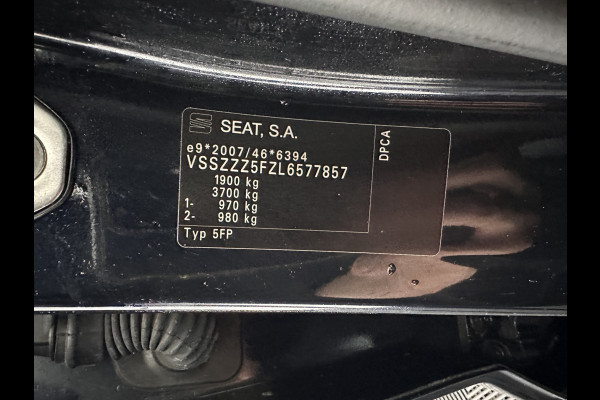 SEAT, S.A.
e9*2007/46*6394
VSSZZZ5FZL6577857
1900 kg
3700 kg
1- 970 kg
2- 980 kg
Typ 5FP
DPCA